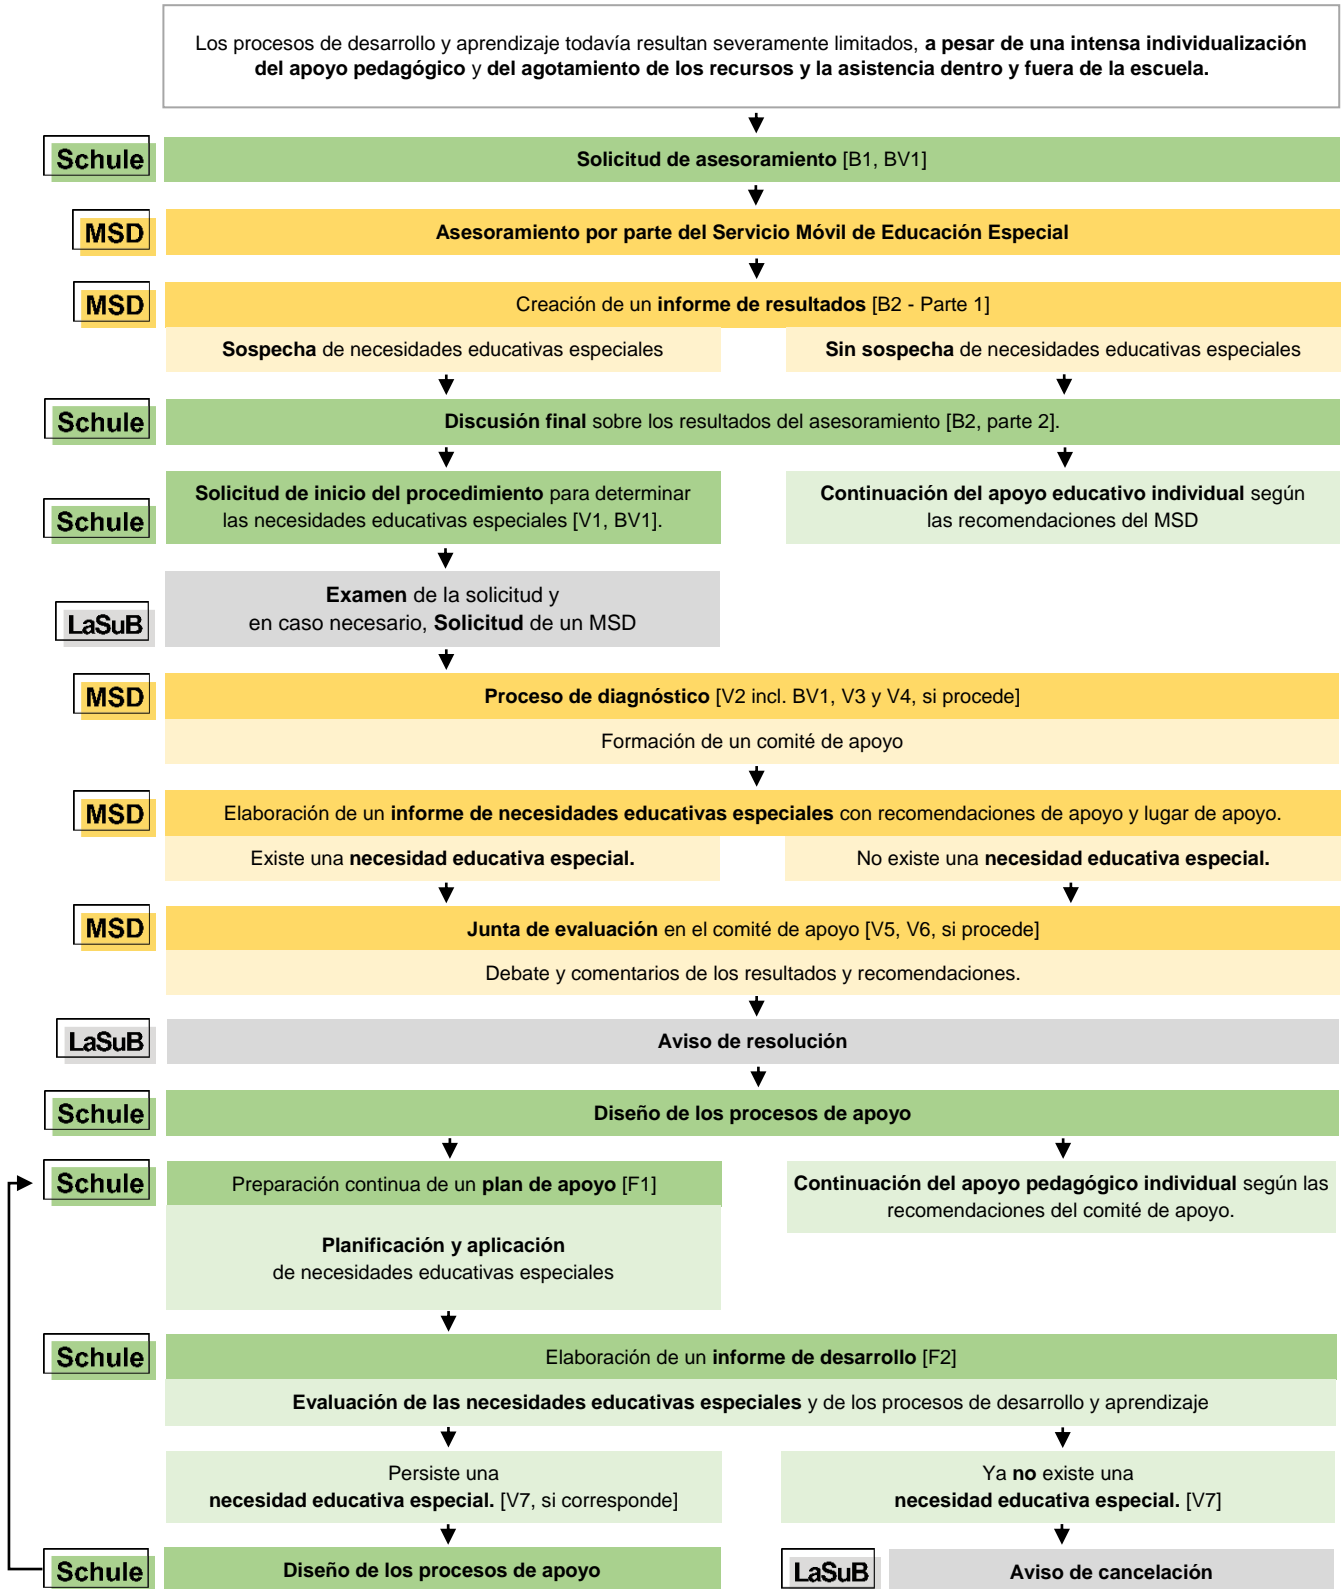 Los procesos de desarrollo y aprendizaje todavía resultan severamente limitados, a pesar de una intensa individualización
del apoyo pedagógico y del agotamiento de los recursos y la asistencia dentro y fuera de la escuela.
Schule
Solicitud de asesoramiento [B1, BV1]
MSD
Asesoramiento por parte del Servicio Móvil de Educación Especial
MSD
Creación de un informe de resultados [B2 - Parte 1]
Sospecha de necesidades educativas especiales
Sin sospecha de necesidades educativas especiales
Schule
Discusión final sobre los resultados del asesoramiento [B2, parte 2].
Schule
Solicitud de inicio del procedimiento para determinar
las necesidades educativas especiales [V1, BV1].
Continuación del apoyo educativo individual según
las recomendaciones del MSD
LaSuB
Examen de la solicitud y
en caso necesario, Solicitud de un MSD
MSD
Proceso de diagnóstico [V2 incl. BV1, V3 y V4, si procede]
Formación de un comité de apoyo
MSD
Elaboración de un informe de necesidades educativas especiales con recomendaciones de apoyo y lugar de apoyo.
Existe una necesidad educativa especial.
No existe una necesidad educativa especial.
MSD
Junta de evaluación en el comité de apoyo [V5, V6, si procede]
Debate y comentarios de los resultados y recomendaciones.
LaSuB
Aviso de resolución
Schule
Diseño de los procesos de apoyo
Schule
Preparación continua de un plan de apoyo [F1]
Planificación y aplicación
de necesidades educativas especiales
Continuación del apoyo pedagógico individual según las
recomendaciones del comité de apoyo.
Schule
Elaboración de un informe de desarrollo [F2]
Evaluación de las necesidades educativas especiales y de los procesos de desarrollo y aprendizaje
Persiste una
necesidad educativa especial. [V7, si corresponde]
Ya no existe una
necesidad educativa especial. [V7]
Schule
Diseño de los procesos de apoyo
LaSuB
Aviso de cancelación